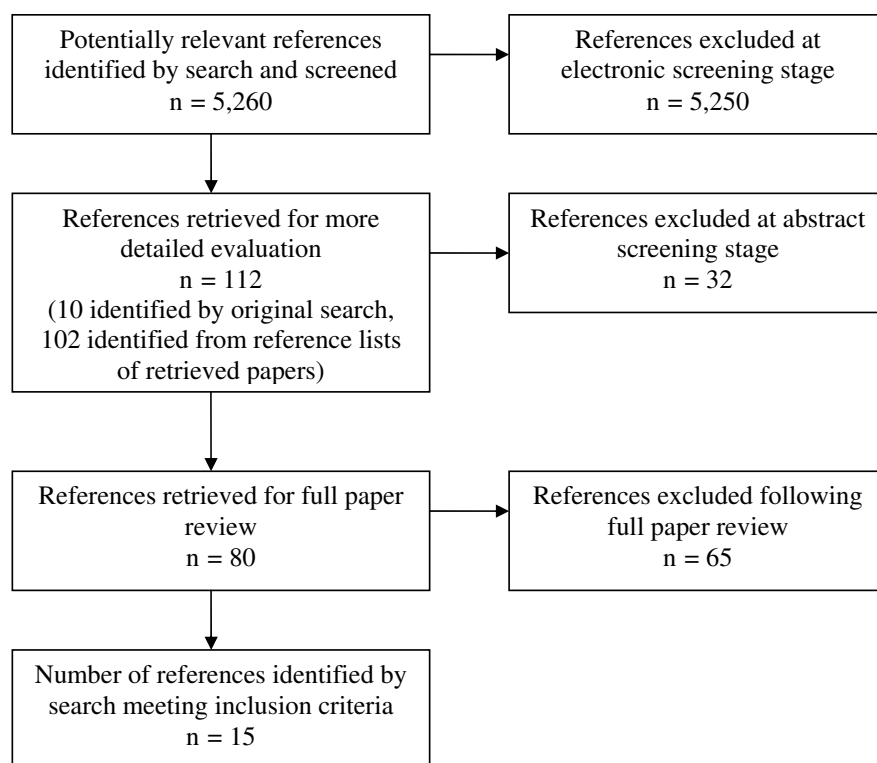 Potentially relevant references
identified by search and screened
n = 5,260
References excluded at
electronic screening stage
n = 5,250
References retrieved for more
detailed evaluation
n = 112
(10 identified by original search,
102 identified from reference lists
of retrieved papers)
References excluded at abstract
screening stage
n = 32
References retrieved for full paper
review
n = 80
References excluded following
full paper review
n = 65
Number of references identified by
search meeting inclusion criteria
n = 15